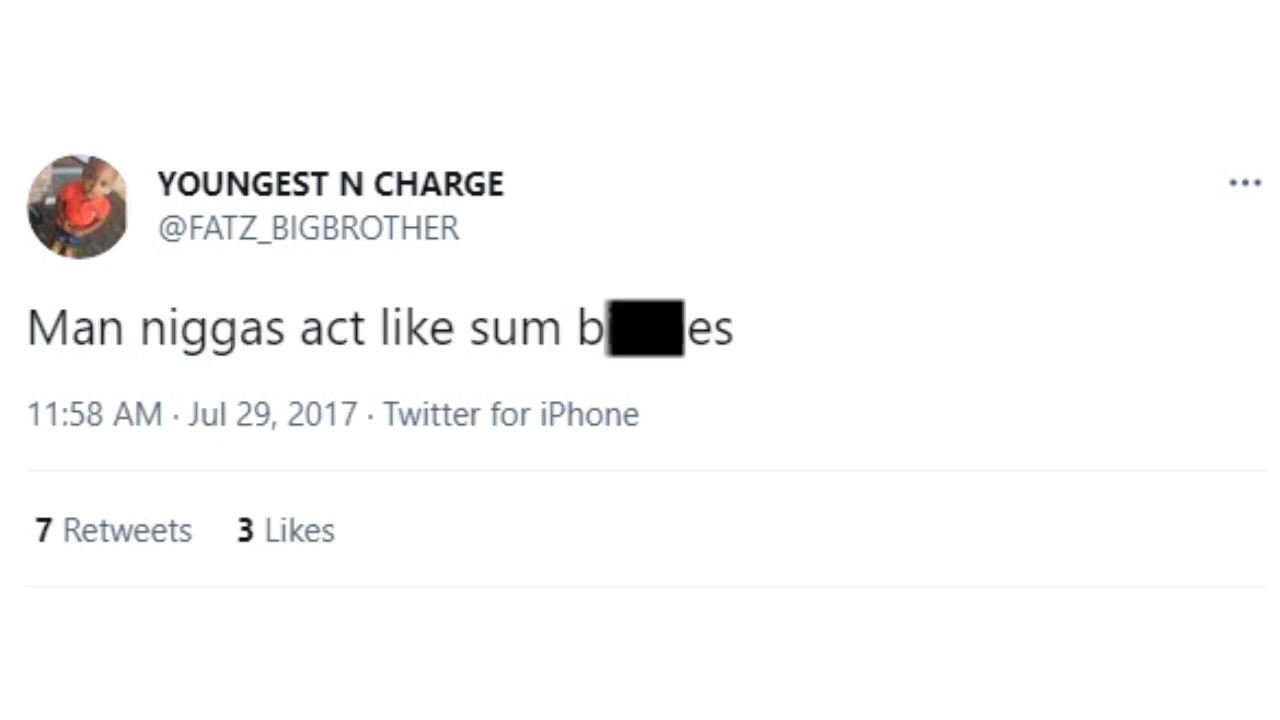 YOUNGEST N CHARGE
@FATZ_BIGBROTHER
Man niggas act like sum b es
11:58 AM · Jul 29, 2017 · Twitter for iPhone
7 Retweets 3 Likes